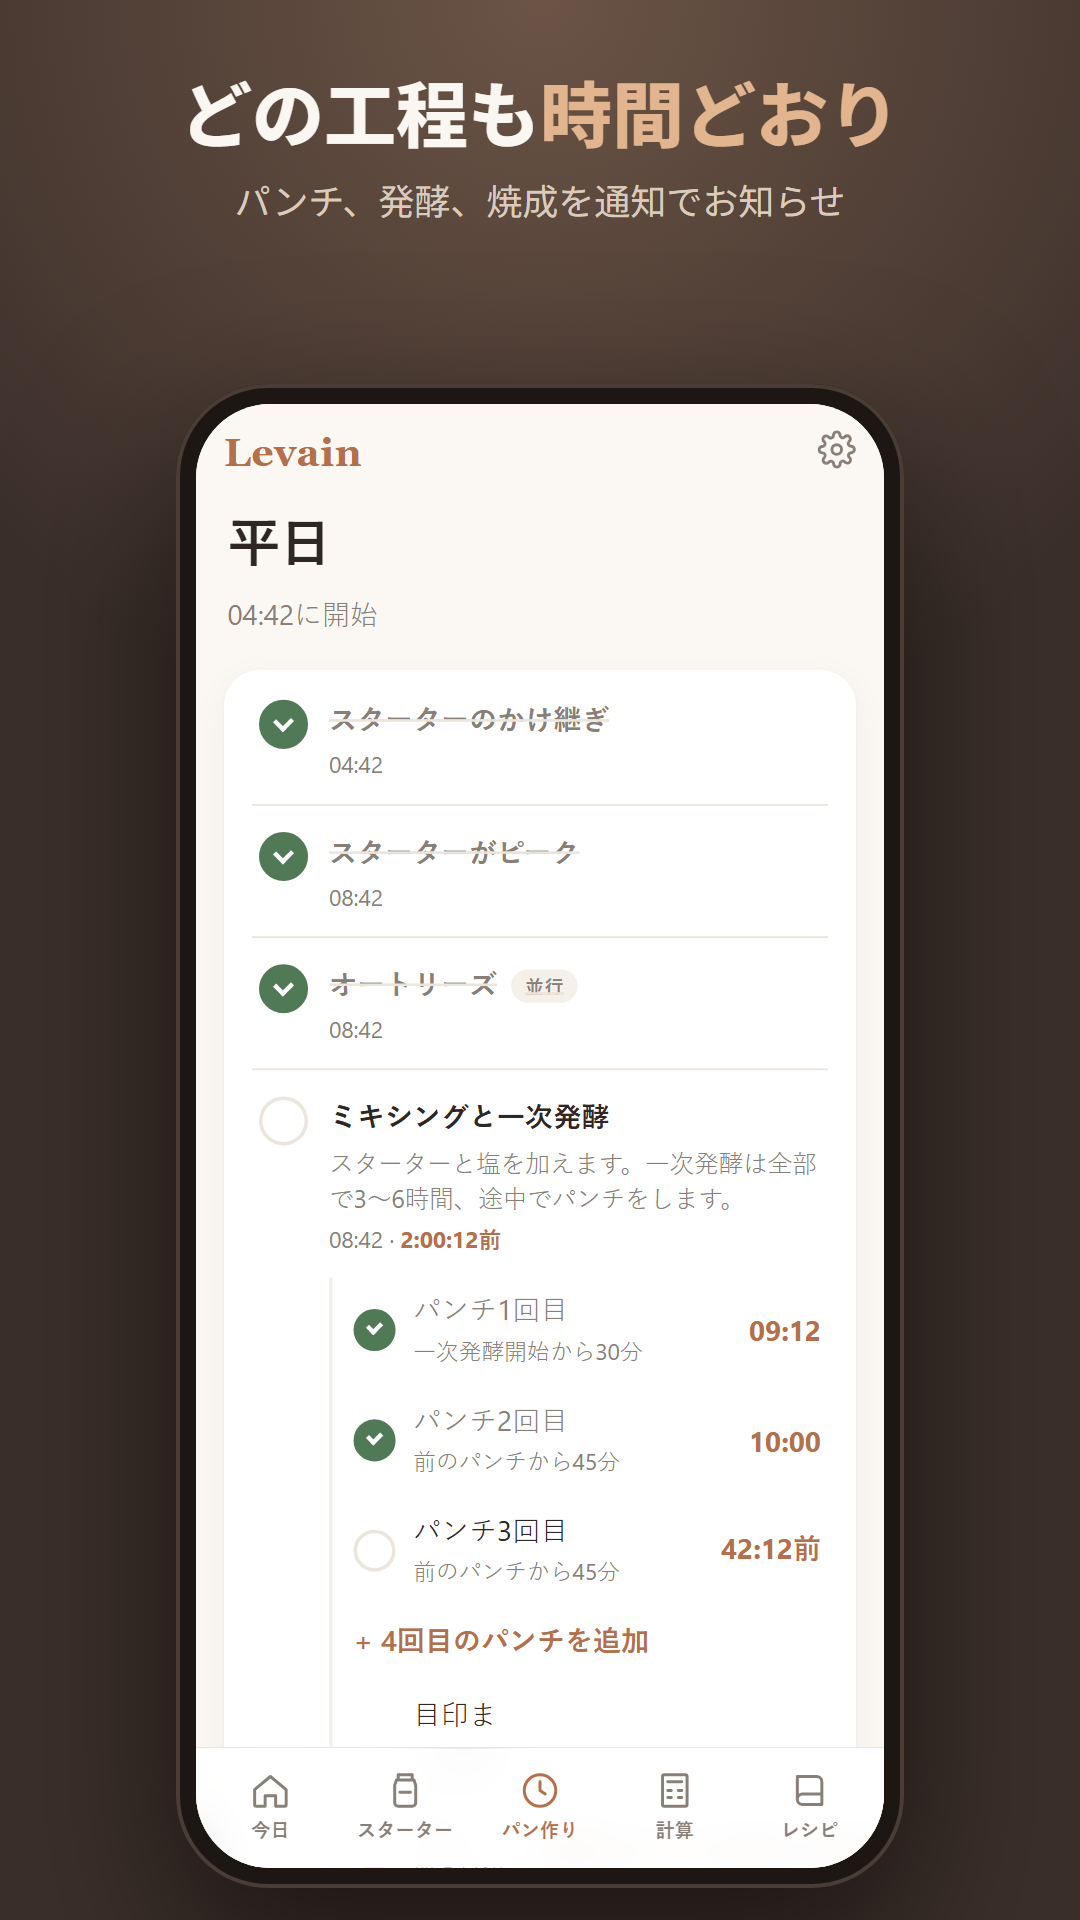 どの工程も時間どおり
パンチ、発酵、焼成を通知でお知らせ
Levain
平日
04:42に開始
スターターのかけ継ぎ
04:42
スターターがピーク
08:42
オートリーズ 並行
08:42
ミキシングと一次発酵
スターターと塩を加えます。一次発酵は全部
で3〜6時間、途中でパンチをします。
08:42 · 2:00:12前
パンチ1回目
一次発酵開始から30分
09:12
パンチ2回目
前のパンチから45分
10:00
パンチ3回目
前のパンチから45分
42:12前
+ 4回目のパンチを追加
目印ま
今日
スターター
パン作り
計算
レシピ